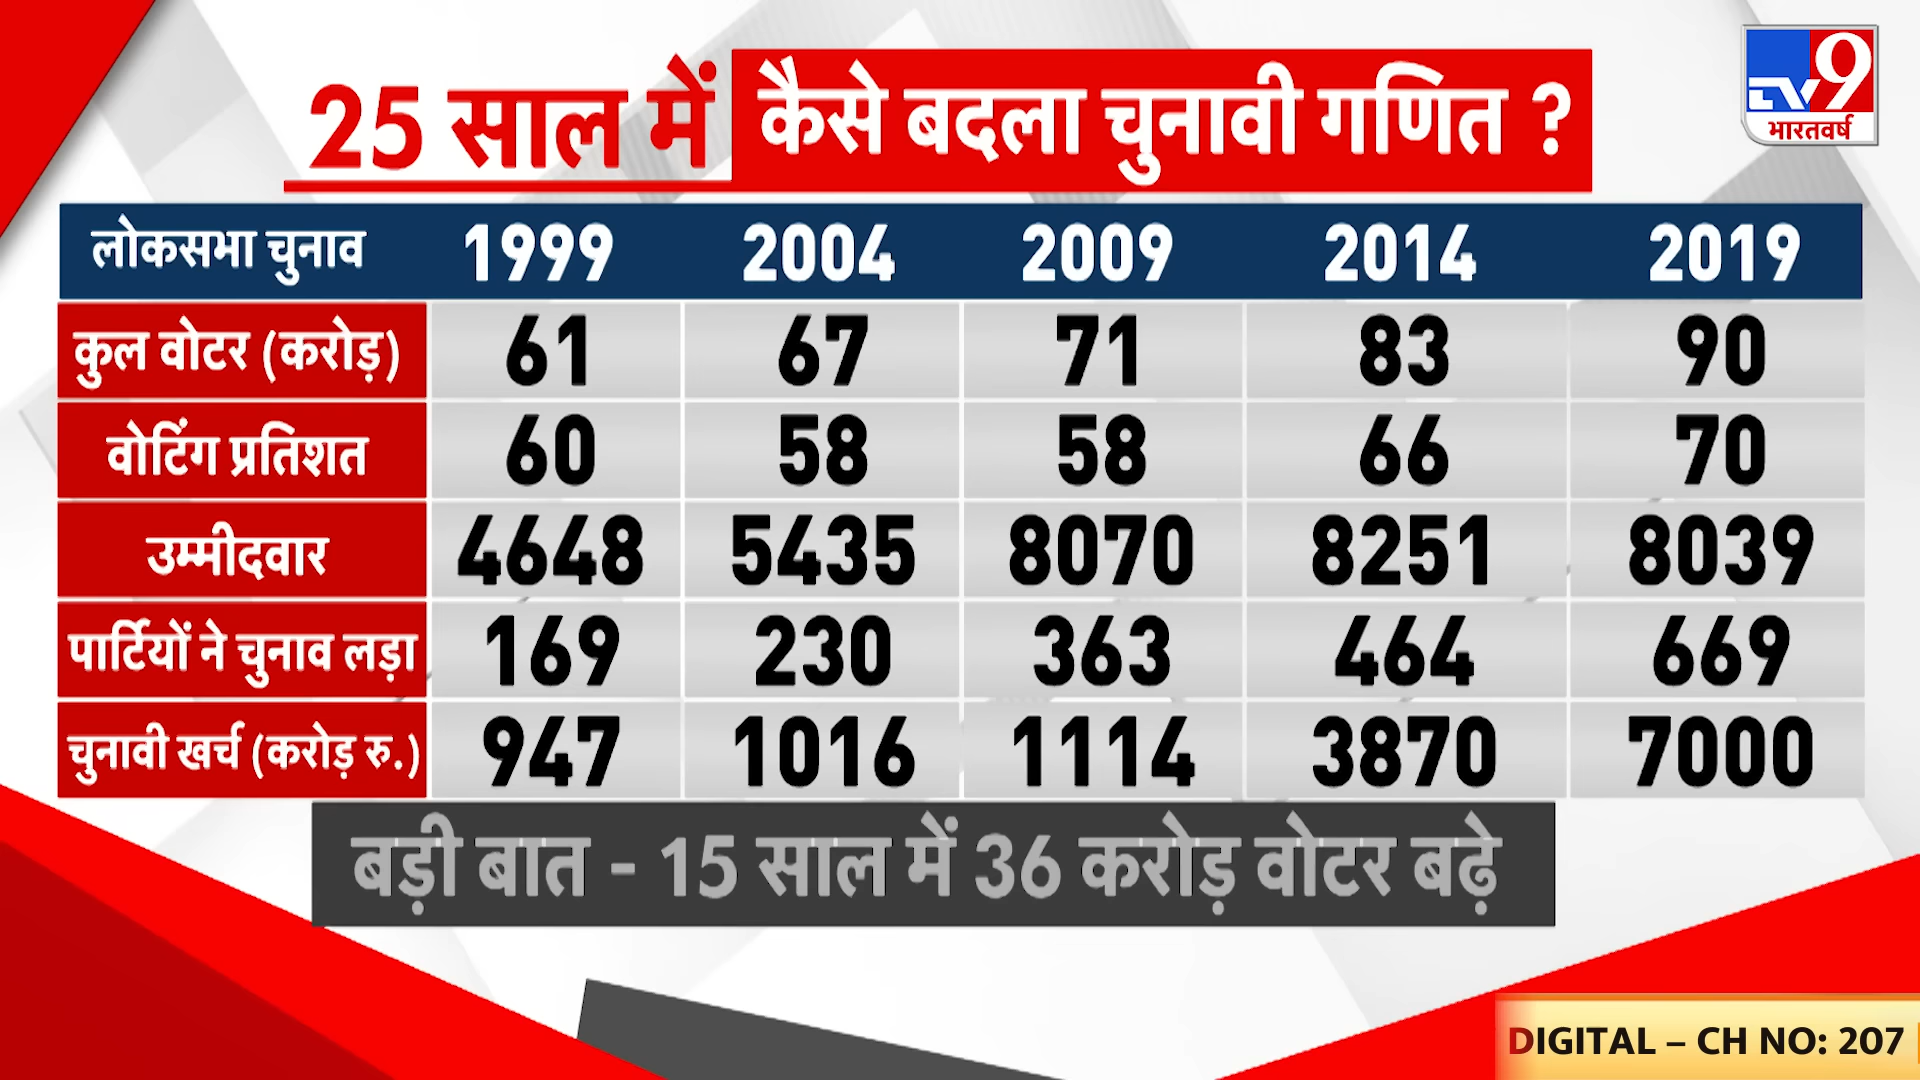 25 साल में कैसे बदला चुनावी गणित ?
TV9
भारतवर्ष
लोकसभा चुनाव 1999 2004 2009 2014 2019
कुल वोटर (करोड़) 61 67 71 83 90
वोटिंग प्रतिशत 60 58 58 66 70
उम्मीदवार 4648 5435 8070 8251 8039
पार्टियों ने चुनाव लड़ा 169 230 363 464 669
चुनावी खर्च (करोड़ रु.) 947 1016 1114 3870 7000
बड़ी बात - 15 साल में 36 करोड़ वोटर बढ़े
DIGITAL – CH NO: 207